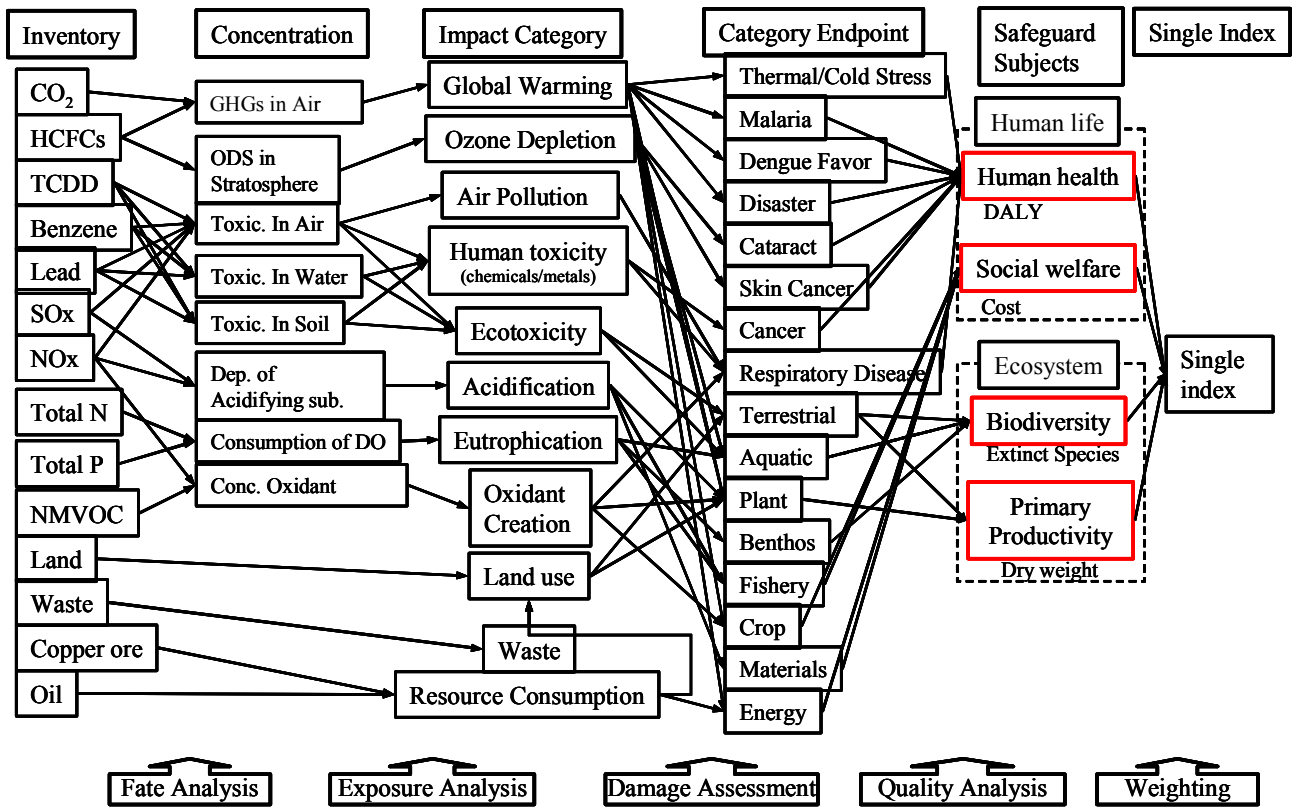 Inventory
Concentration
Impact Category
Category Endpoint
Safeguard
Subjects
Single Index
CO₂
HCFCs
TCDD
Benzene
Lead
SOx
NOx
Total N
Total P
NMVOC
Land
Waste
Copper ore
Oil
GHGs in Air
ODS in
Stratosphere
Toxic. In Air
Toxic. In Water
Toxic. In Soil
Dep. of
Acidifying sub.
Consumption of DO
Conc. Oxidant
Global Warming
Ozone Depletion
Air Pollution
Human toxicity
(chemicals/metals)
Ecotoxicity
Acidification
Eutrophication
Oxidant
Creation
Land use
Waste
Resource Consumption
Thermal/Cold Stress
Malaria
Dengue Favor
Disaster
Cataract
Skin Cancer
Cancer
Respiratory Disease
Terrestrial
Aquatic
Plant
Benthos
Fishery
Crop
Materials
Energy
Human life
Human health
DALY
Social welfare
Cost
Ecosystem
Biodiversity
Extinct Species
Primary
Productivity
Dry weight
Single
index
Fate Analysis
Exposure Analysis
Damage Assessment
Quality Analysis
Weighting